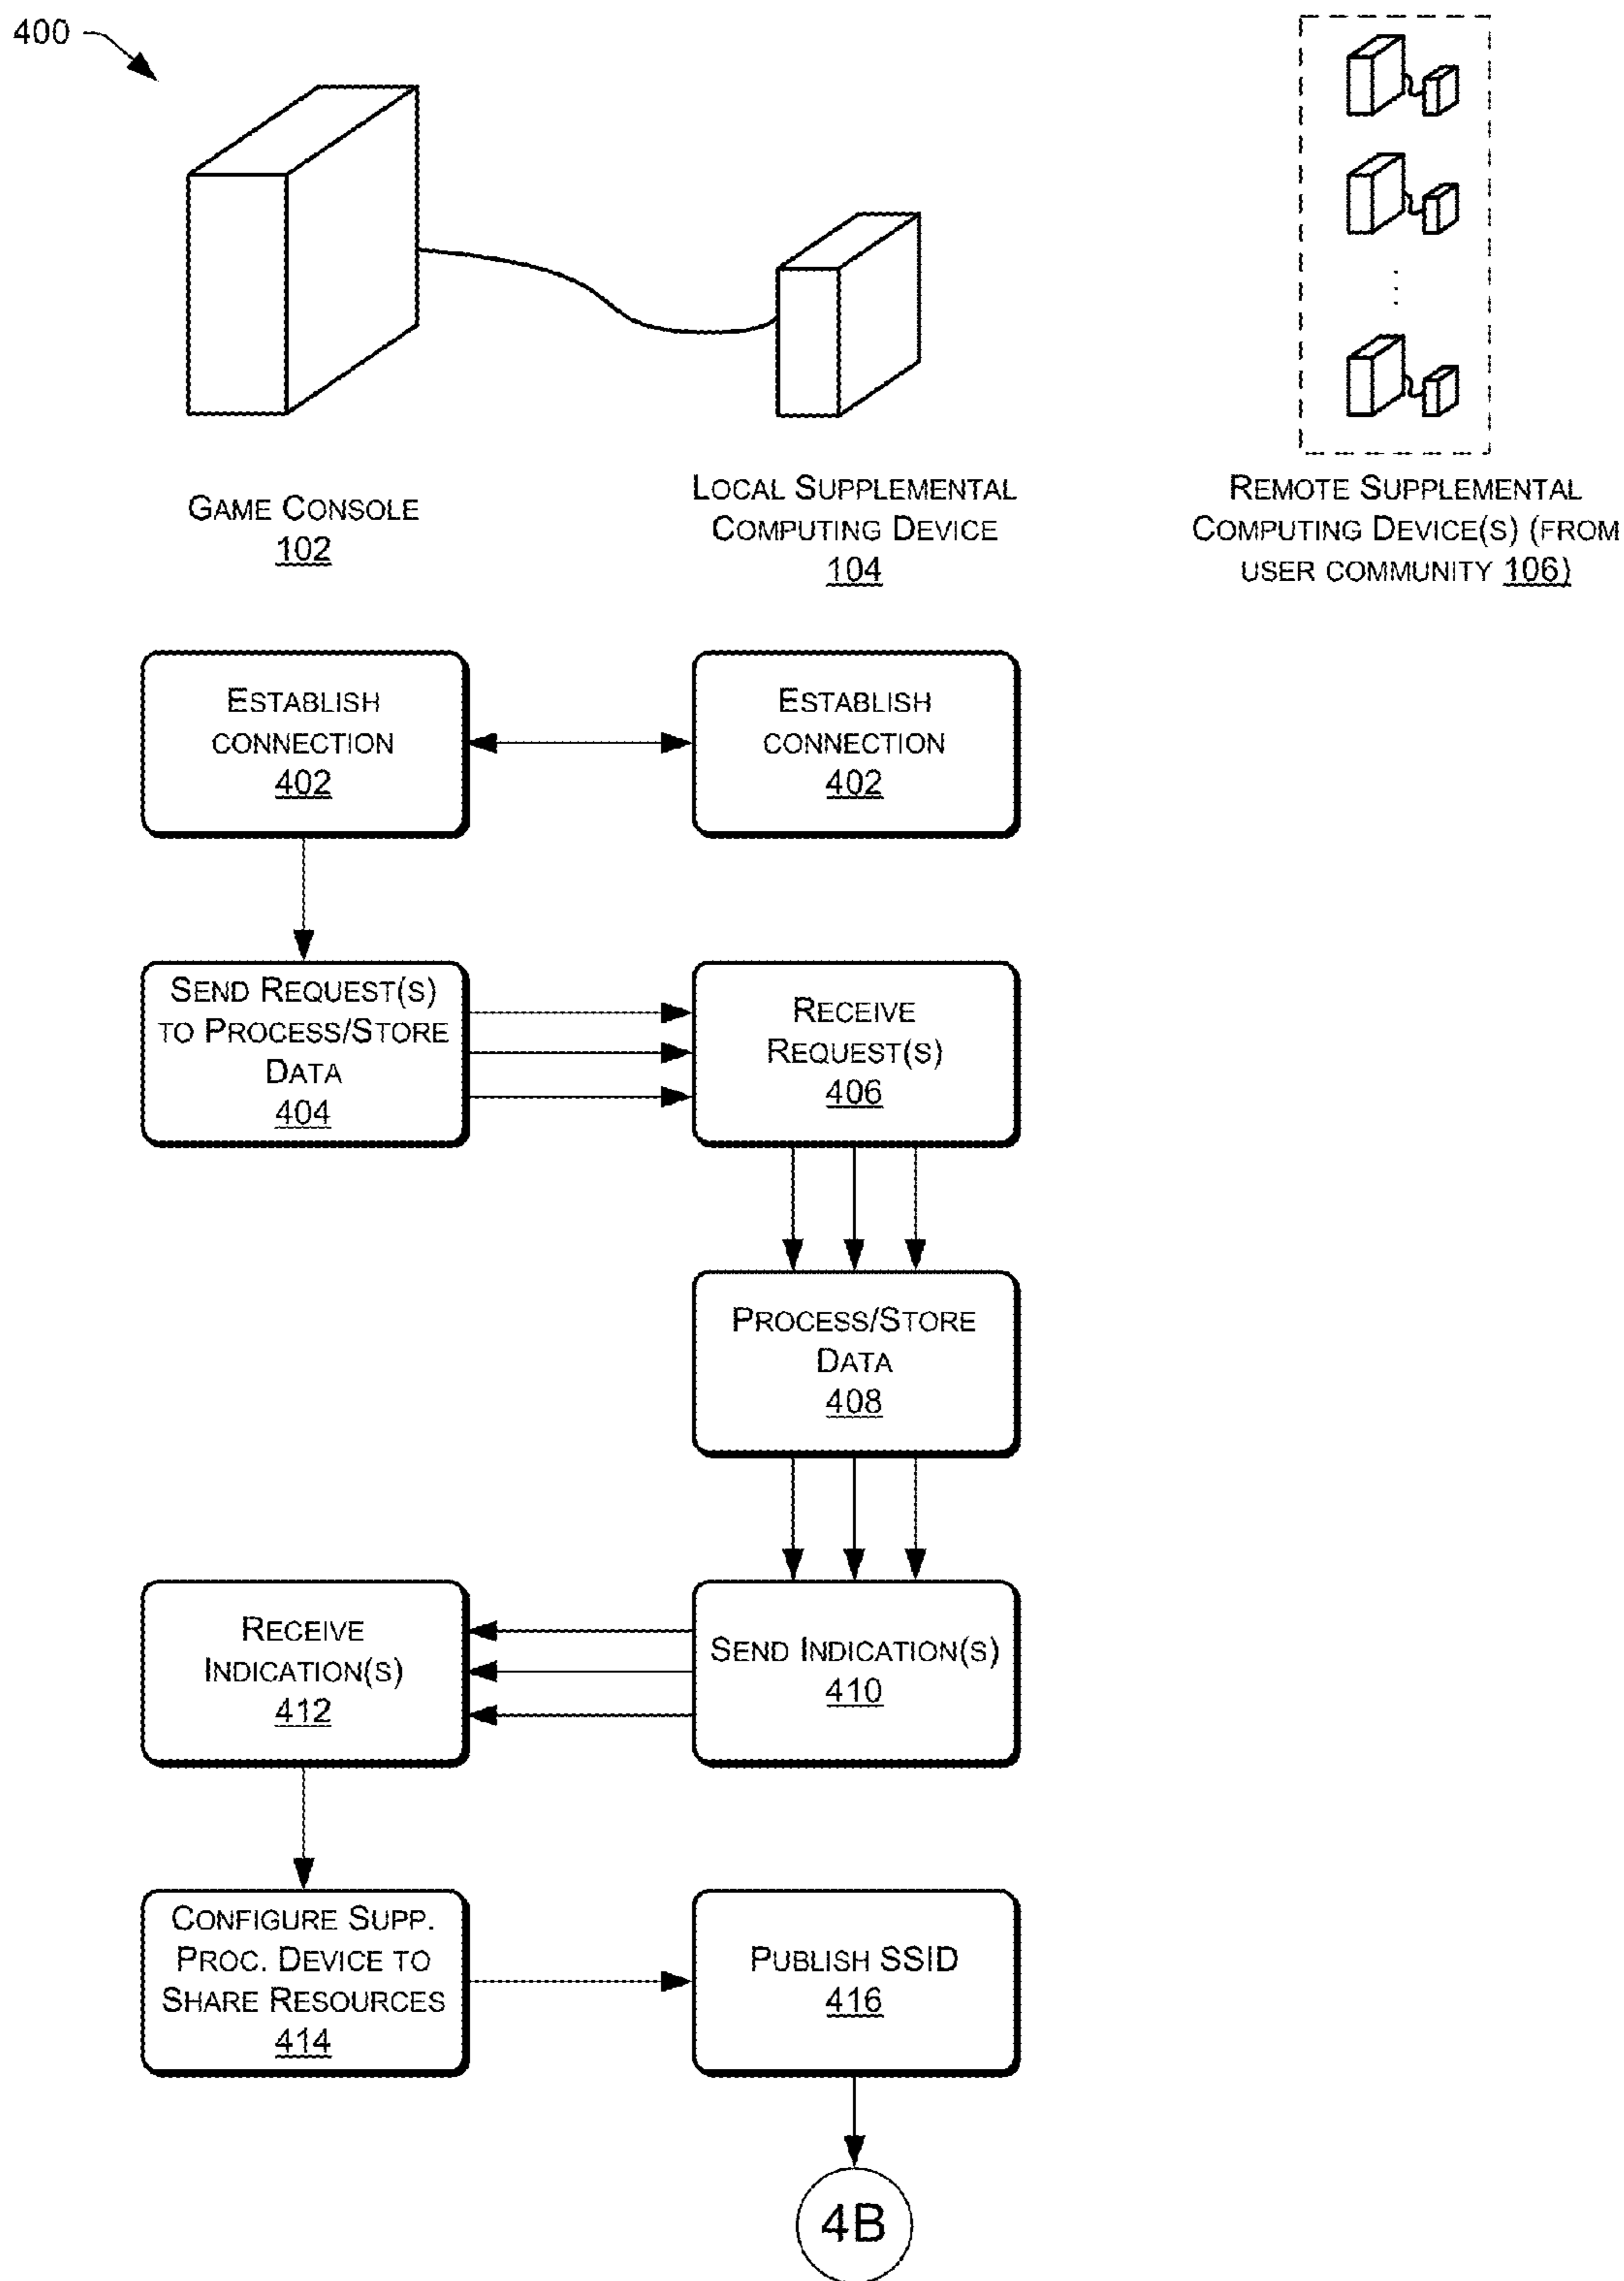 400
GAME CONSOLE
102
LOCAL SUPPLEMENTAL
COMPUTING DEVICE
104
REMOTE SUPPLEMENTAL
COMPUTING DEVICE(S) (FROM
USER COMMUNITY 106)
ESTABLISH
CONNECTION
402
ESTABLISH
CONNECTION
402
SEND REQUEST(S)
TO PROCESS/STORE
DATA
404
RECEIVE
REQUEST(S)
406
PROCESS/STORE
DATA
408
RECEIVE
INDICATION(S)
412
SEND INDICATION(S)
410
CONFIGURE SUPP.
PROC. DEVICE TO
SHARE RESOURCES
414
PUBLISH SSID
416
4B